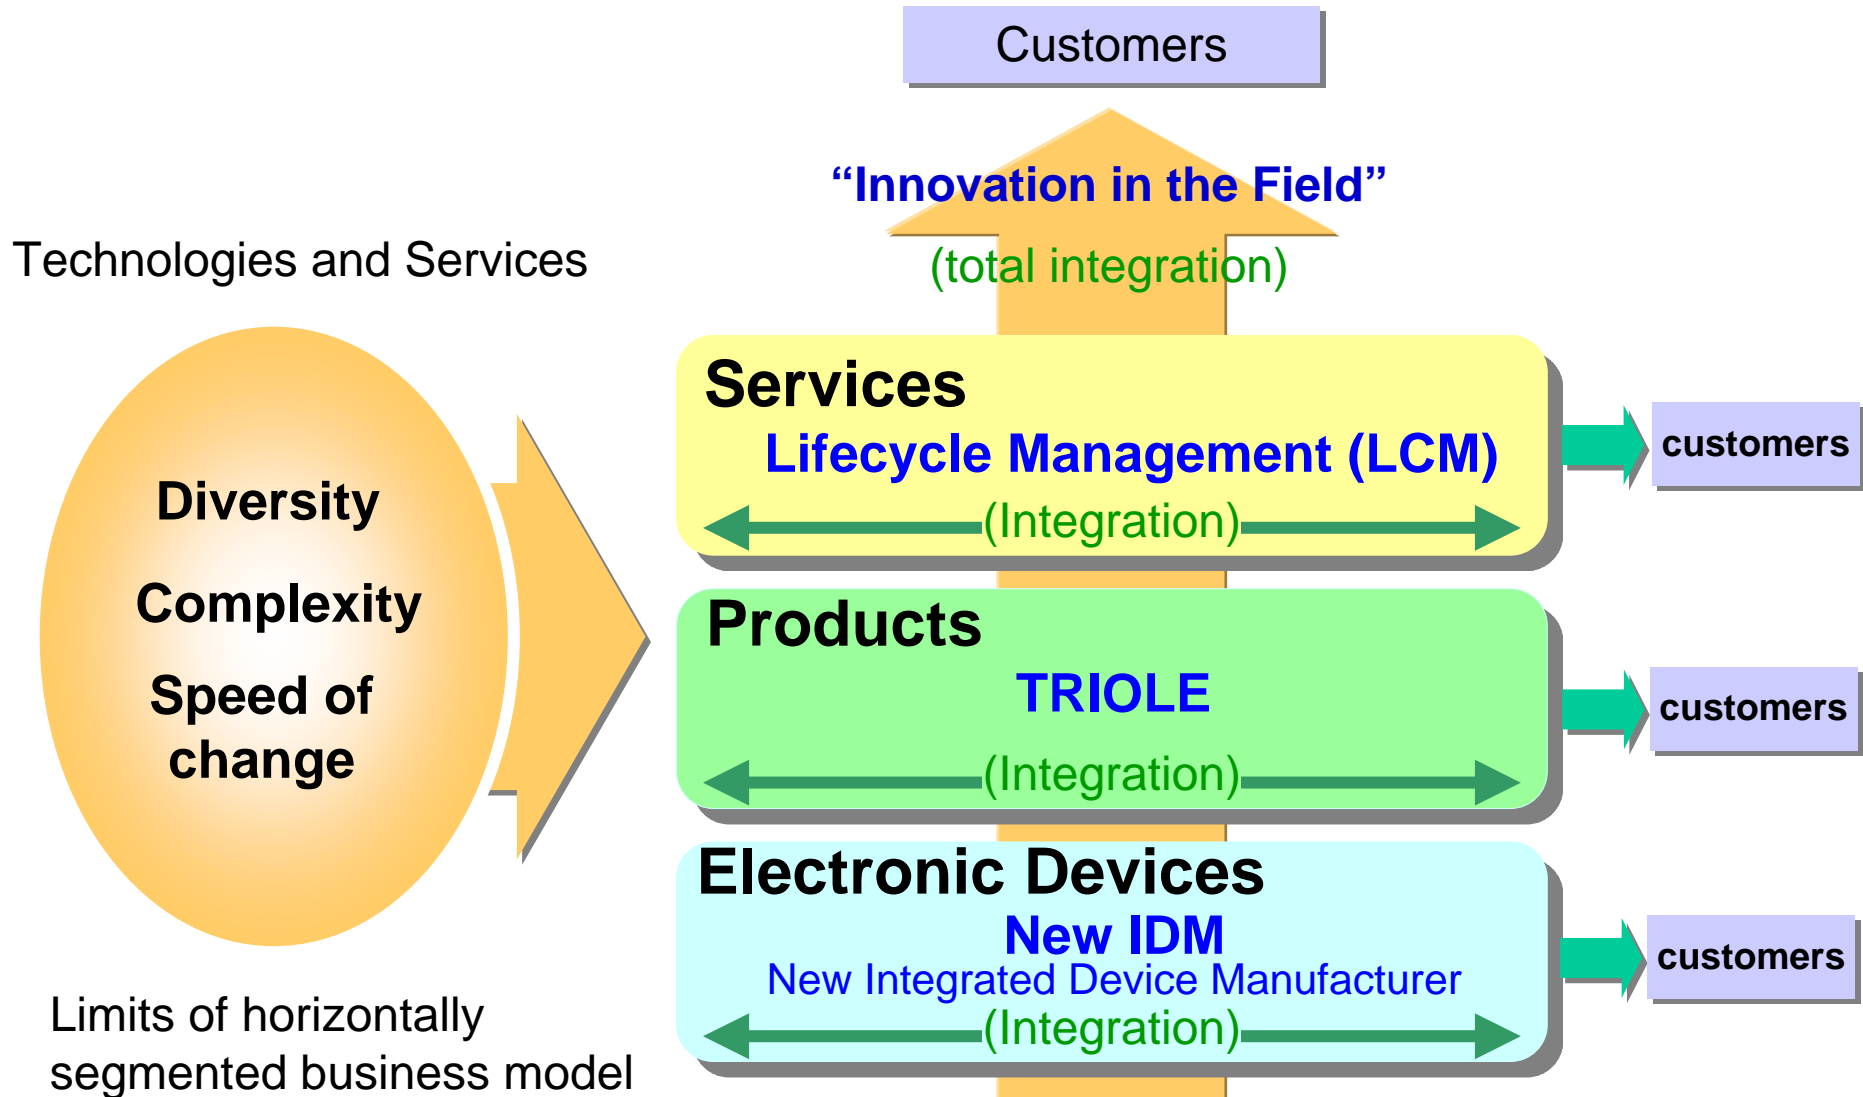 Customers
“Innovation in the Field”
(total integration)
Technologies and Services
Diversity
Complexity
Speed of
change
Limits of horizontally
segmented business model
Services
Lifecycle Management (LCM)
(Integration)
customers
Products
TRIOLE
(Integration)
customers
Electronic Devices
New IDM
New Integrated Device Manufacturer
(Integration)
customers